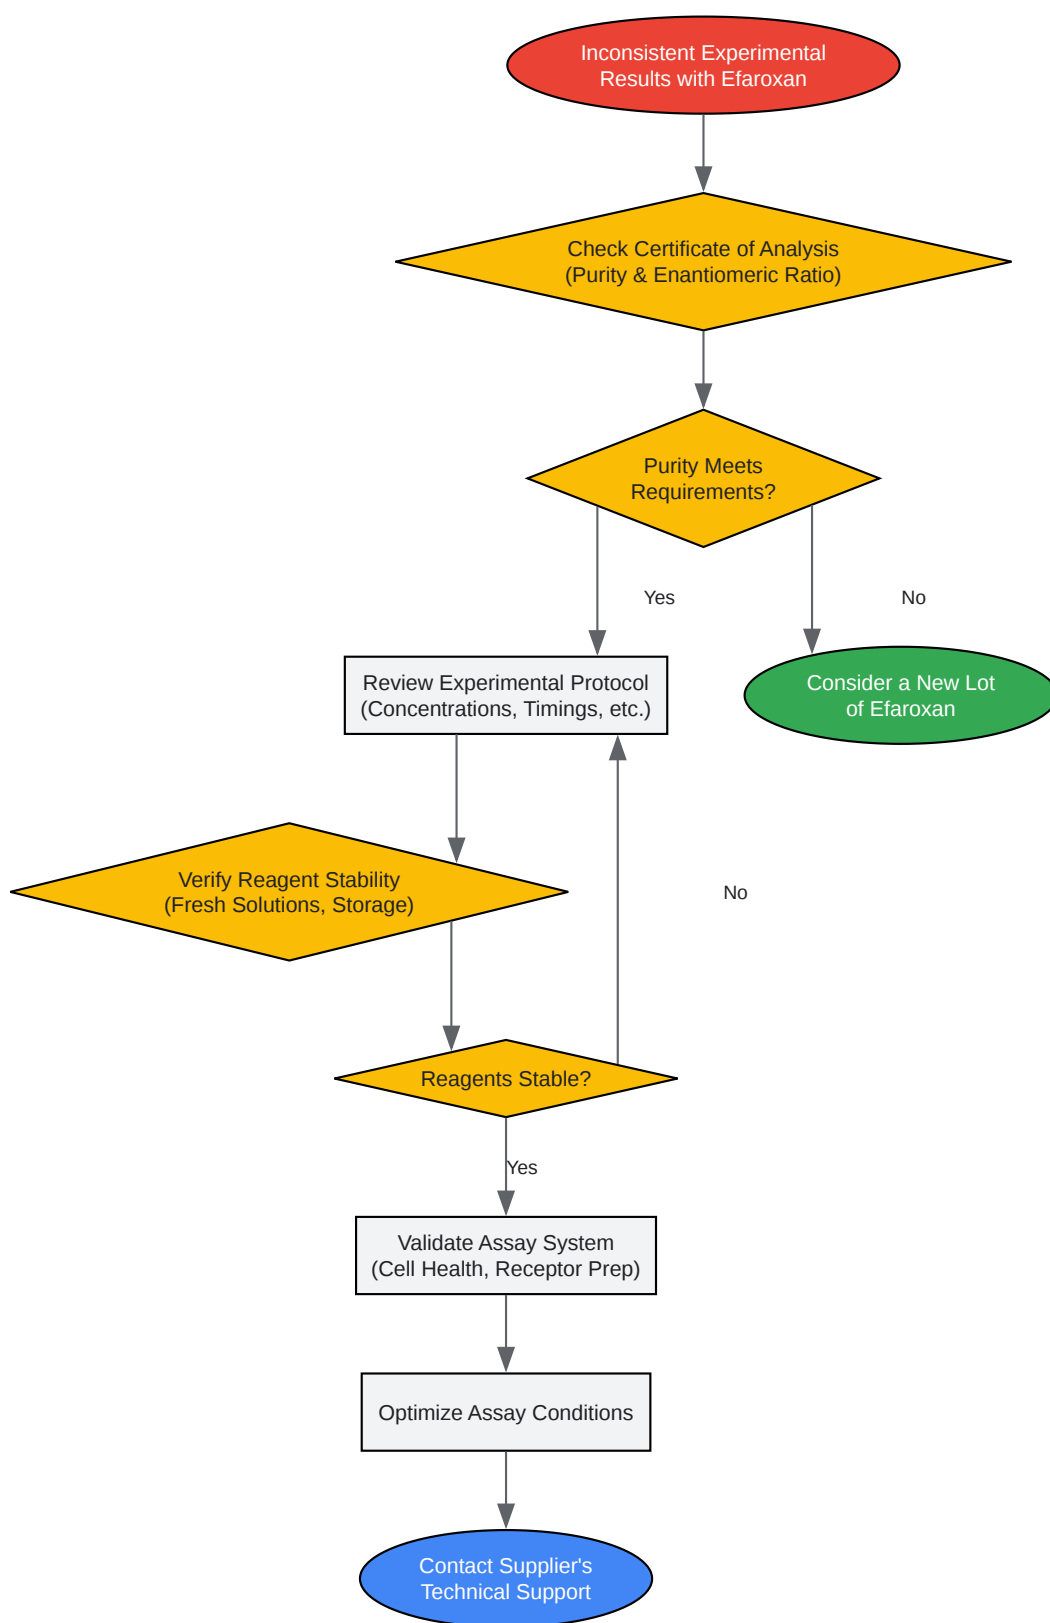 Inconsistent Experimental
Results with Efaroxan
Check Certificate of Analysis
(Purity & Enantiomeric Ratio)
Purity Meets
Requirements?
Yes
No
Review Experimental Protocol
(Concentrations, Timings, etc.)
Consider a New Lot
of Efaroxan
Verify Reagent Stability
(Fresh Solutions, Storage)
No
Reagents Stable?
Yes
Validate Assay System
(Cell Health, Receptor Prep)
Optimize Assay Conditions
Contact Supplier's
Technical Support